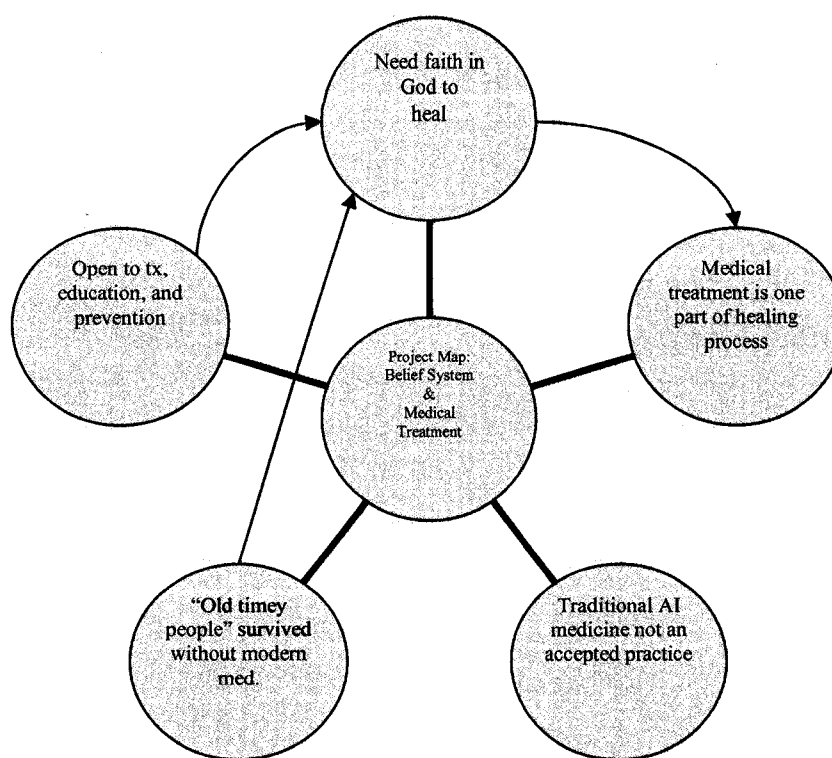 Need faith in
God to
heal
Open to tx,
education, and
prevention
Medical
treatment is one
part of healing
process
Project Map:
Belief System
&
Medical
Treatment
“Old timey
people” survived
without modern
med.
Traditional AI
medicine not an
accepted practice